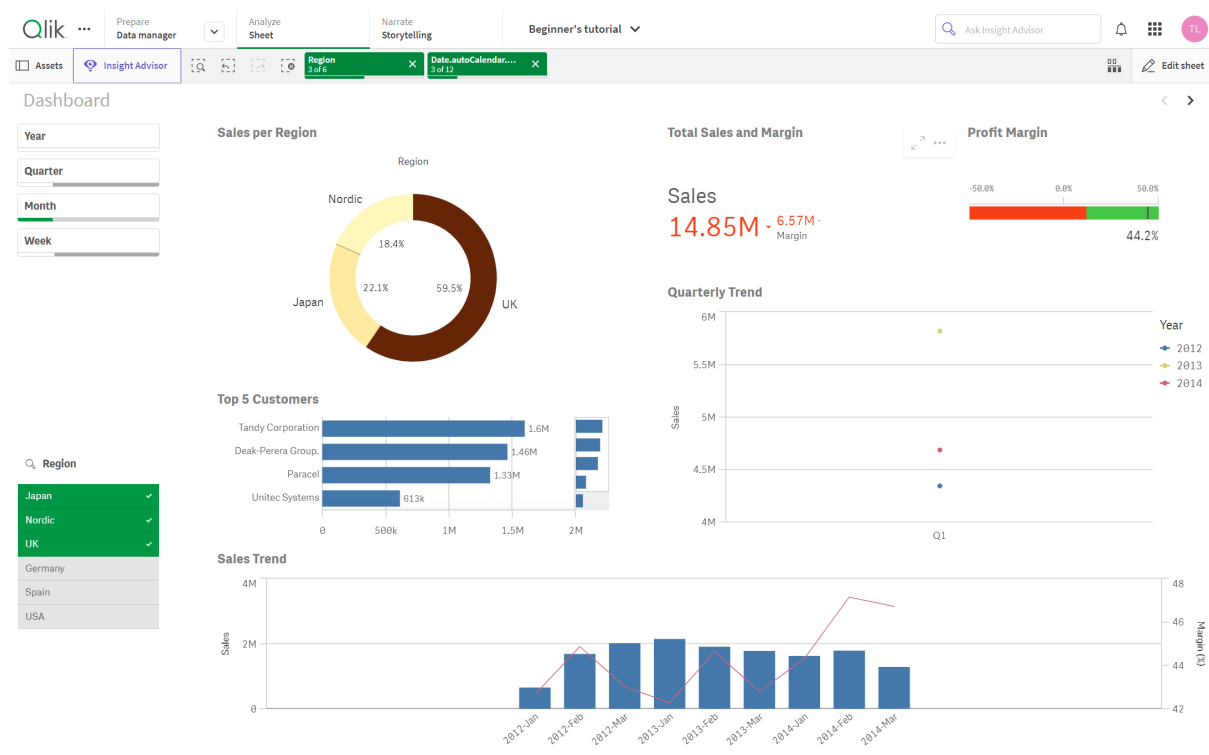 Qlik
Prepare
Data manager
Analyze
Sheet
Narrate
Storytelling
Beginner's tutorial
Ask Insight Advisor
TL
Assets
Insight Advisor
Region
3 of 6
Date.autoCalendar....
3 of 12
Edit sheet
Dashboard
Year
Quarter
Month
Week
Region
Japan
Nordic
UK
Germany
Spain
USA
Sales per Region
Region
Nordic
18.4%
22.1%
59.5%
Japan
UK
Top 5 Customers
Tandy Corporation
1.6M
Deak-Perera Group.
1.46M
Paracel
1.33M
Unitec Systems
613k
0 500k 1M 1.5M 2M
Total Sales and Margin
Sales
14.85M
6.57M
Margin
Profit Margin
-50.0% 0.0% 50.0%
44.2%
Quarterly Trend
6M
5.5M
5M
4.5M
4M
Sales
Q1
Year
2012
2013
2014
Sales Trend
4M
2M
0
Sales
48
46
44
42
Margin (%)
2012-Jan
2012-Feb
2012-Mar
2013-Jan
2013-Feb
2013-Mar
2014-Jan
2014-Feb
2014-Mar